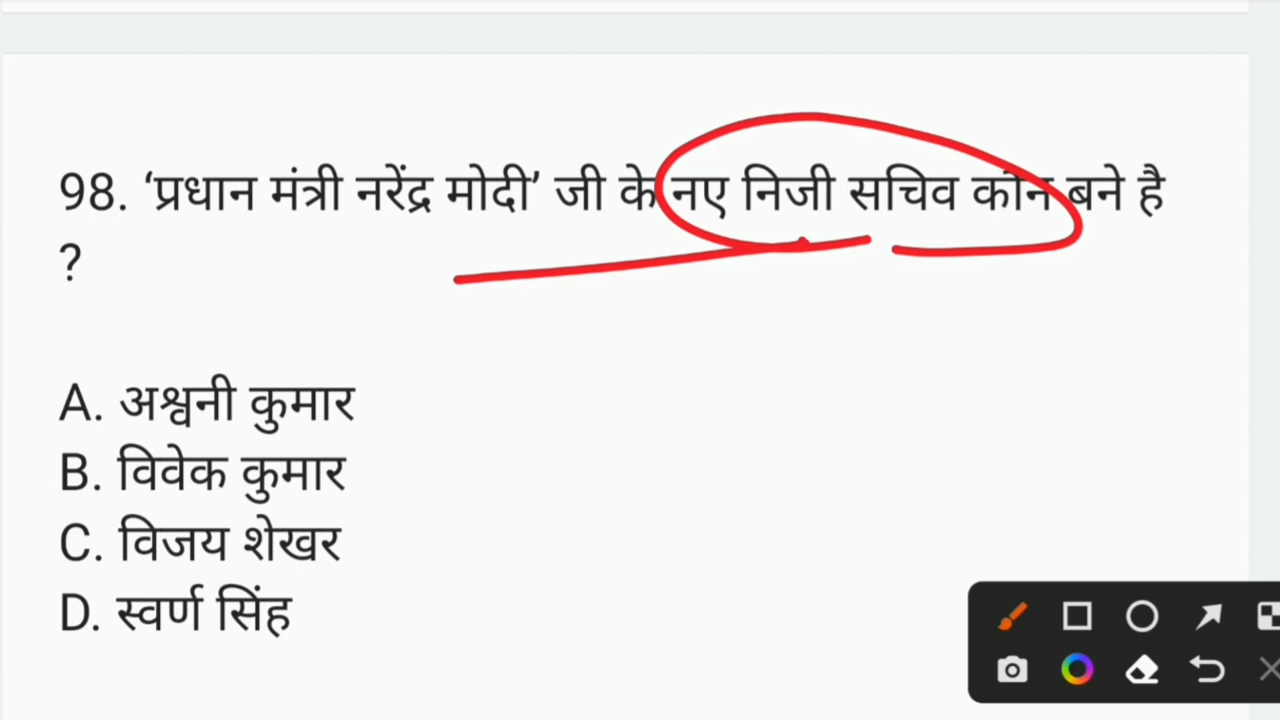 98. ‘प्रधान मंत्री नरेंद्र मोदी’ जी के नए निजी सचिव कौन बने है
?
A. अश्वनी कुमार
B. विवेक कुमार
C. विजय शेखर
D. स्वर्ण सिंह